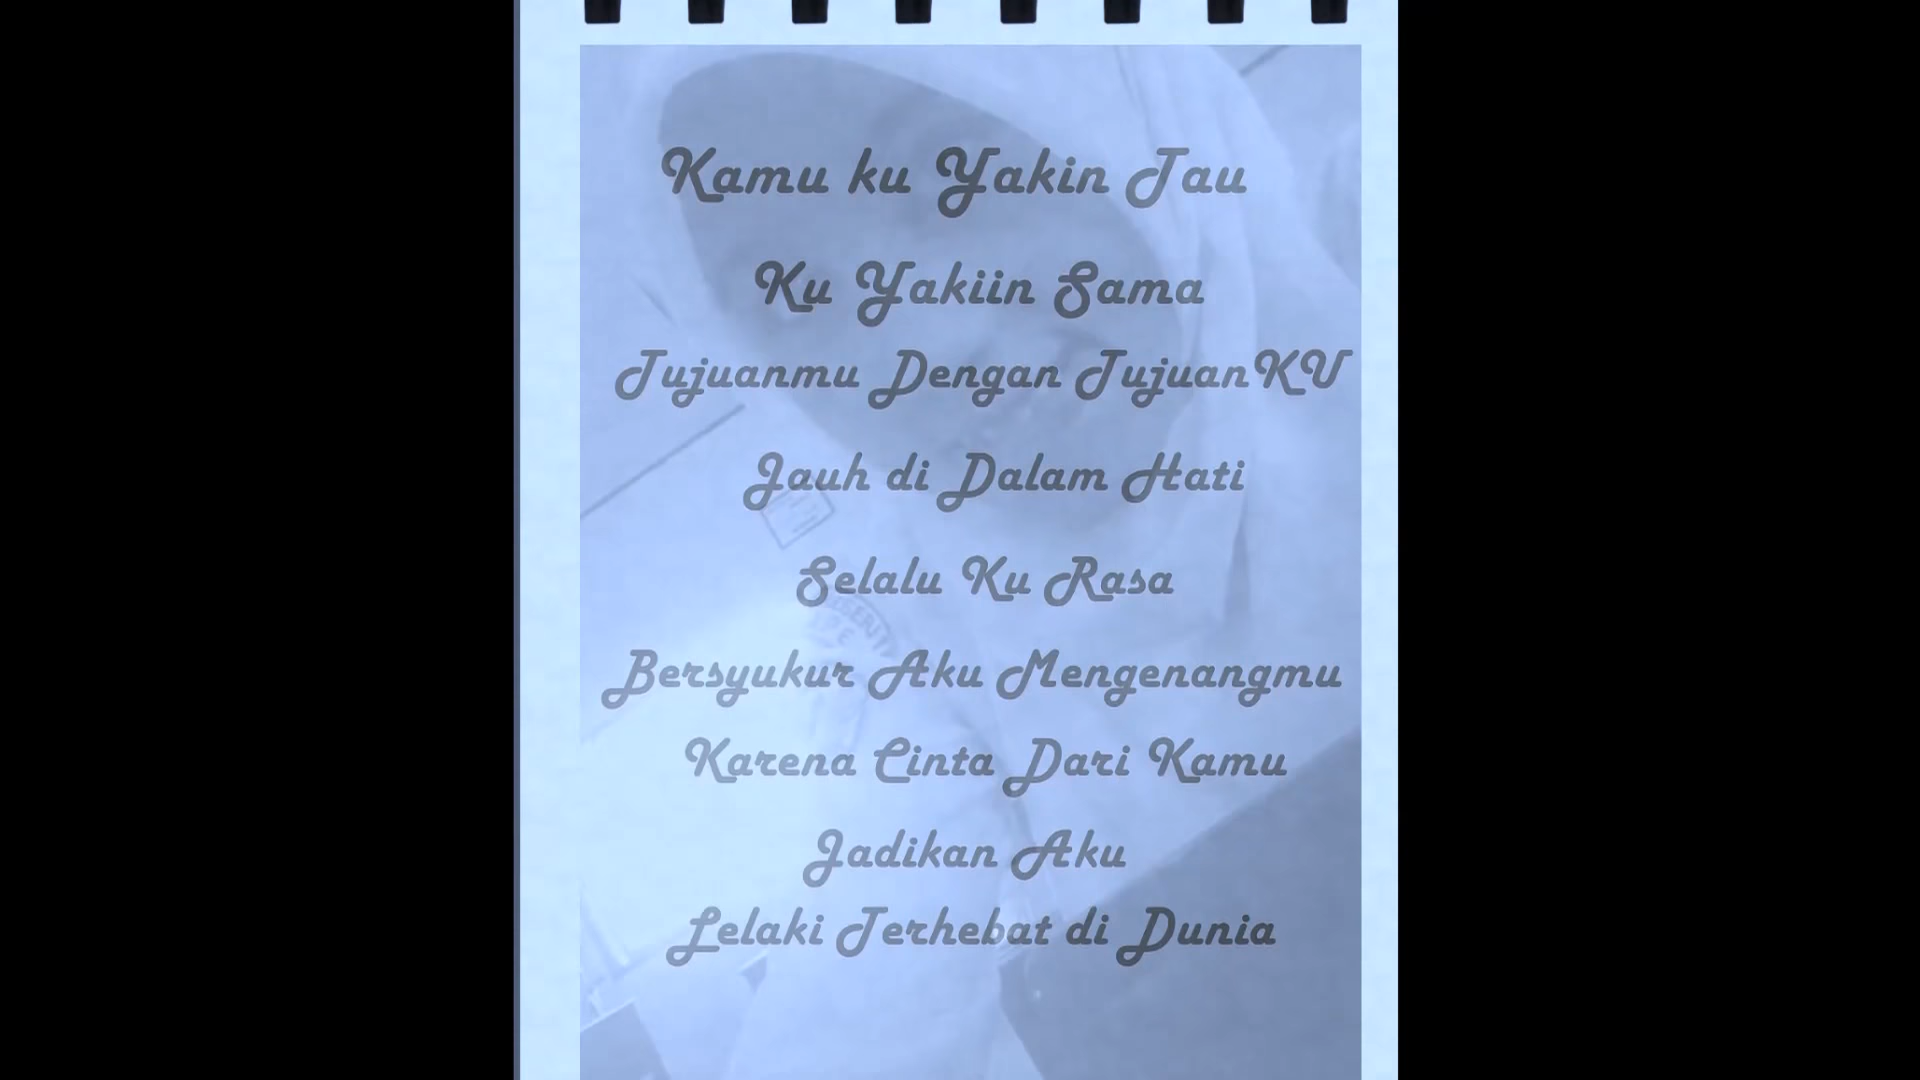 Kamu ku Yakin Tau
Ku Yakiin Sama
Tujuanmu Dengan TujuanKU
Jauh di Dalam Hati
Selalu Ku Rasa
Bersyukur Aku Mengenangmu
Karena Cinta Dari Kamu
Jadikan Aku
Lelaki Terhebat di Dunia